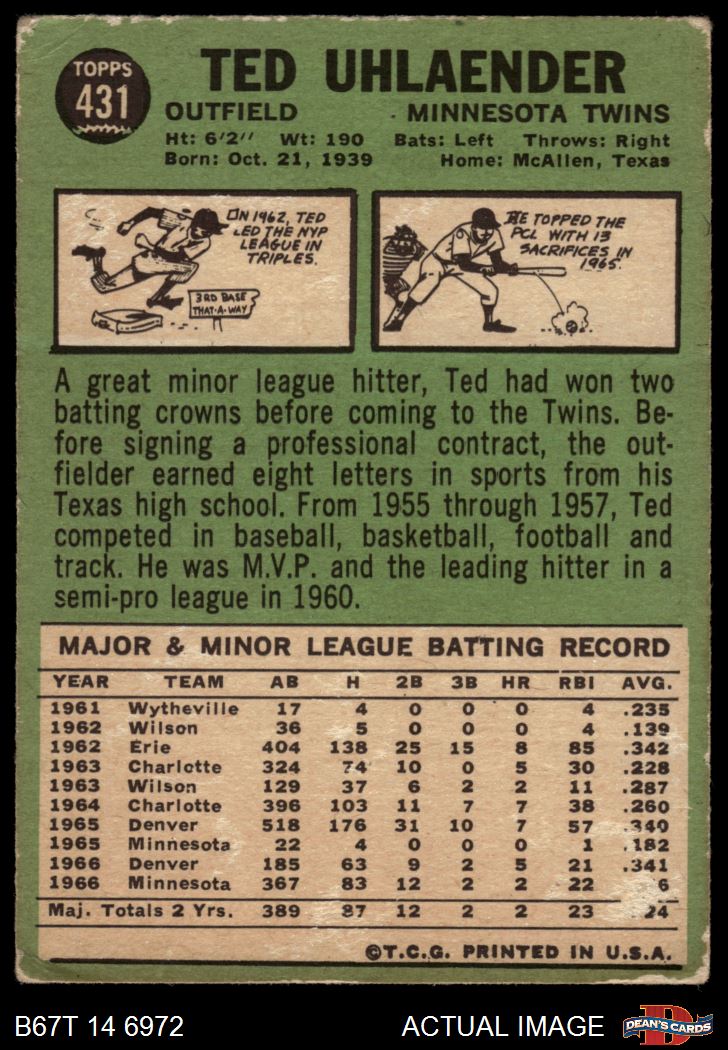 TOPPS
431
TED UHLAENDER
OUTFIELD MINNESOTA TWINS
Ht: 6'2" Wt: 190 Bats: Left Throws: Right
Born: Oct. 21, 1939 Home: McAllen, Texas
IN 1962, TED
LED THE NYP
LEAGUE IN
TRIPLES.
3RD BASE
THAT-A-WAY
HE TOPPED THE
PCL WITH 13
SACRIFICES IN
1965.
A great minor league hitter, Ted had won two
batting crowns before coming to the Twins. Be-
fore signing a professional contract, the out-
fielder earned eight letters in sports from his
Texas high school. From 1955 through 1957, Ted
competed in baseball, basketball, football and
track. He was M.V.P. and the leading hitter in a
semi-pro league in 1960.
MAJOR & MINOR LEAGUE BATTING RECORD
YEAR TEAM AB H 2B 3B HR RBI AVG.
1961 Wytheville 17 4 0 0 0 4 .235
1962 Wilson 36 5 0 0 0 4 .139
1962 Erie 404 138 25 15 8 85 .342
1963 Charlotte 324 74 10 0 5 30 .228
1963 Wilson 129 37 6 2 2 11 .287
1964 Charlotte 396 103 11 7 7 38 .260
1965 Denver 518 176 31 10 7 57 .340
1965 Minnesota 22 4 0 0 0 1 .182
1966 Denver 185 63 9 2 5 21 .341
1966 Minnesota 367 83 12 2 2 22
Maj. Totals 2 Yrs. 389 87 12 2 2 23
©T.C.G. PRINTED IN U.S.A.
B67T 14 6972 ACTUAL IMAGE
D
DEAN'S CARDS